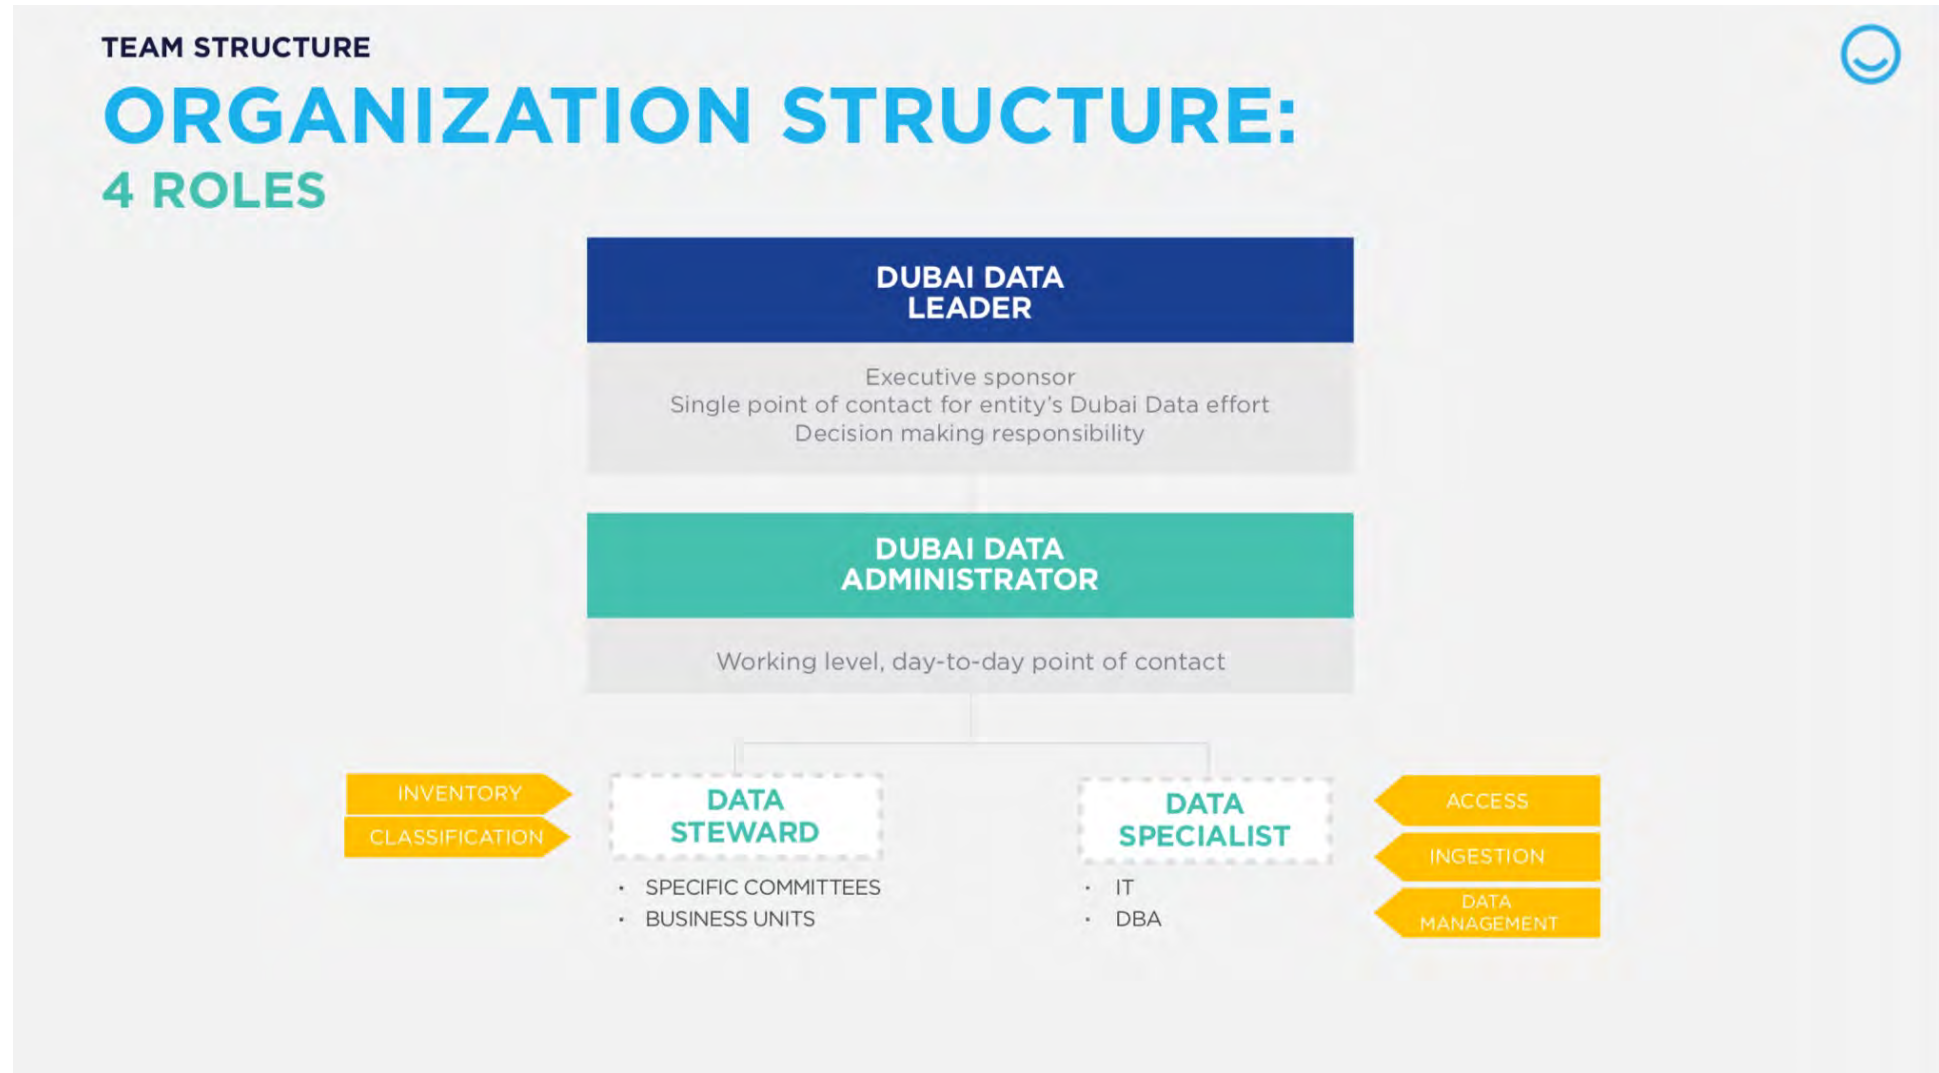 TEAM STRUCTURE
ORGANIZATION STRUCTURE:
4 ROLES
DUBAI DATA
LEADER
Executive sponsor
Single point of contact for entity's Dubai Data effort
Decision making responsibility
DUBAI DATA
ADMINISTRATOR
Working level, day-to-day point of contact
INVENTORY
CLASSIFICATION
DATA
STEWARD
• SPECIFIC COMMITTEES
• BUSINESS UNITS
DATA
SPECIALIST
• IT
• DBA
ACCESS
INGESTION
DATA
MANAGEMENT